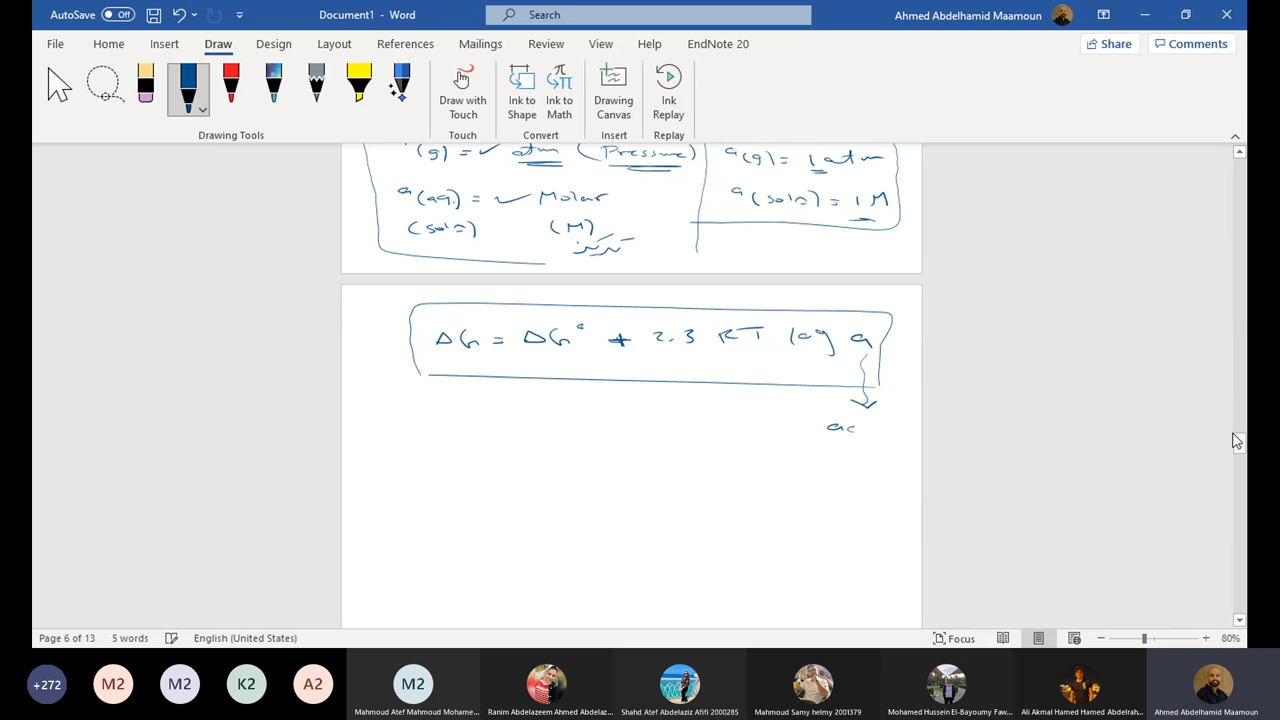 AutoSave Off Document1 - Word Search Ahmed Abdelhamid Maamoun
File Home Insert Draw Design Layout References Mailings Review View Help EndNote 20 Share Comments
Draw with Touch
Ink to Shape
Ink to Math
Drawing Canvas
Ink Replay
Drawing Tools Touch Convert Insert Replay
a(g) = ✓ atm (Pressure) a(g) = 1 atm
a(aq.) = ✓ Molar a(sol=) = 1 M
(sol=) (M)
تركيز
ΔG = ΔG° + 2.3 RT log a
ac
Page 6 of 13 5 words English (United States) Focus 80%
+272 M2 M2 K2 A2 M2
Mahmoud Atef Mahmoud Mohame... Ranim Abdelazeem Ahmed Abdelaz... Shahd Abdelaziz Afifi 2000285 Mahmoud Samy helmy 2001379 Mohamed Hussein El-Bayoumy Faw... Ali Akmal Hamed Hamed Abdelrah... Ahmed Abdelhamid Maamoun